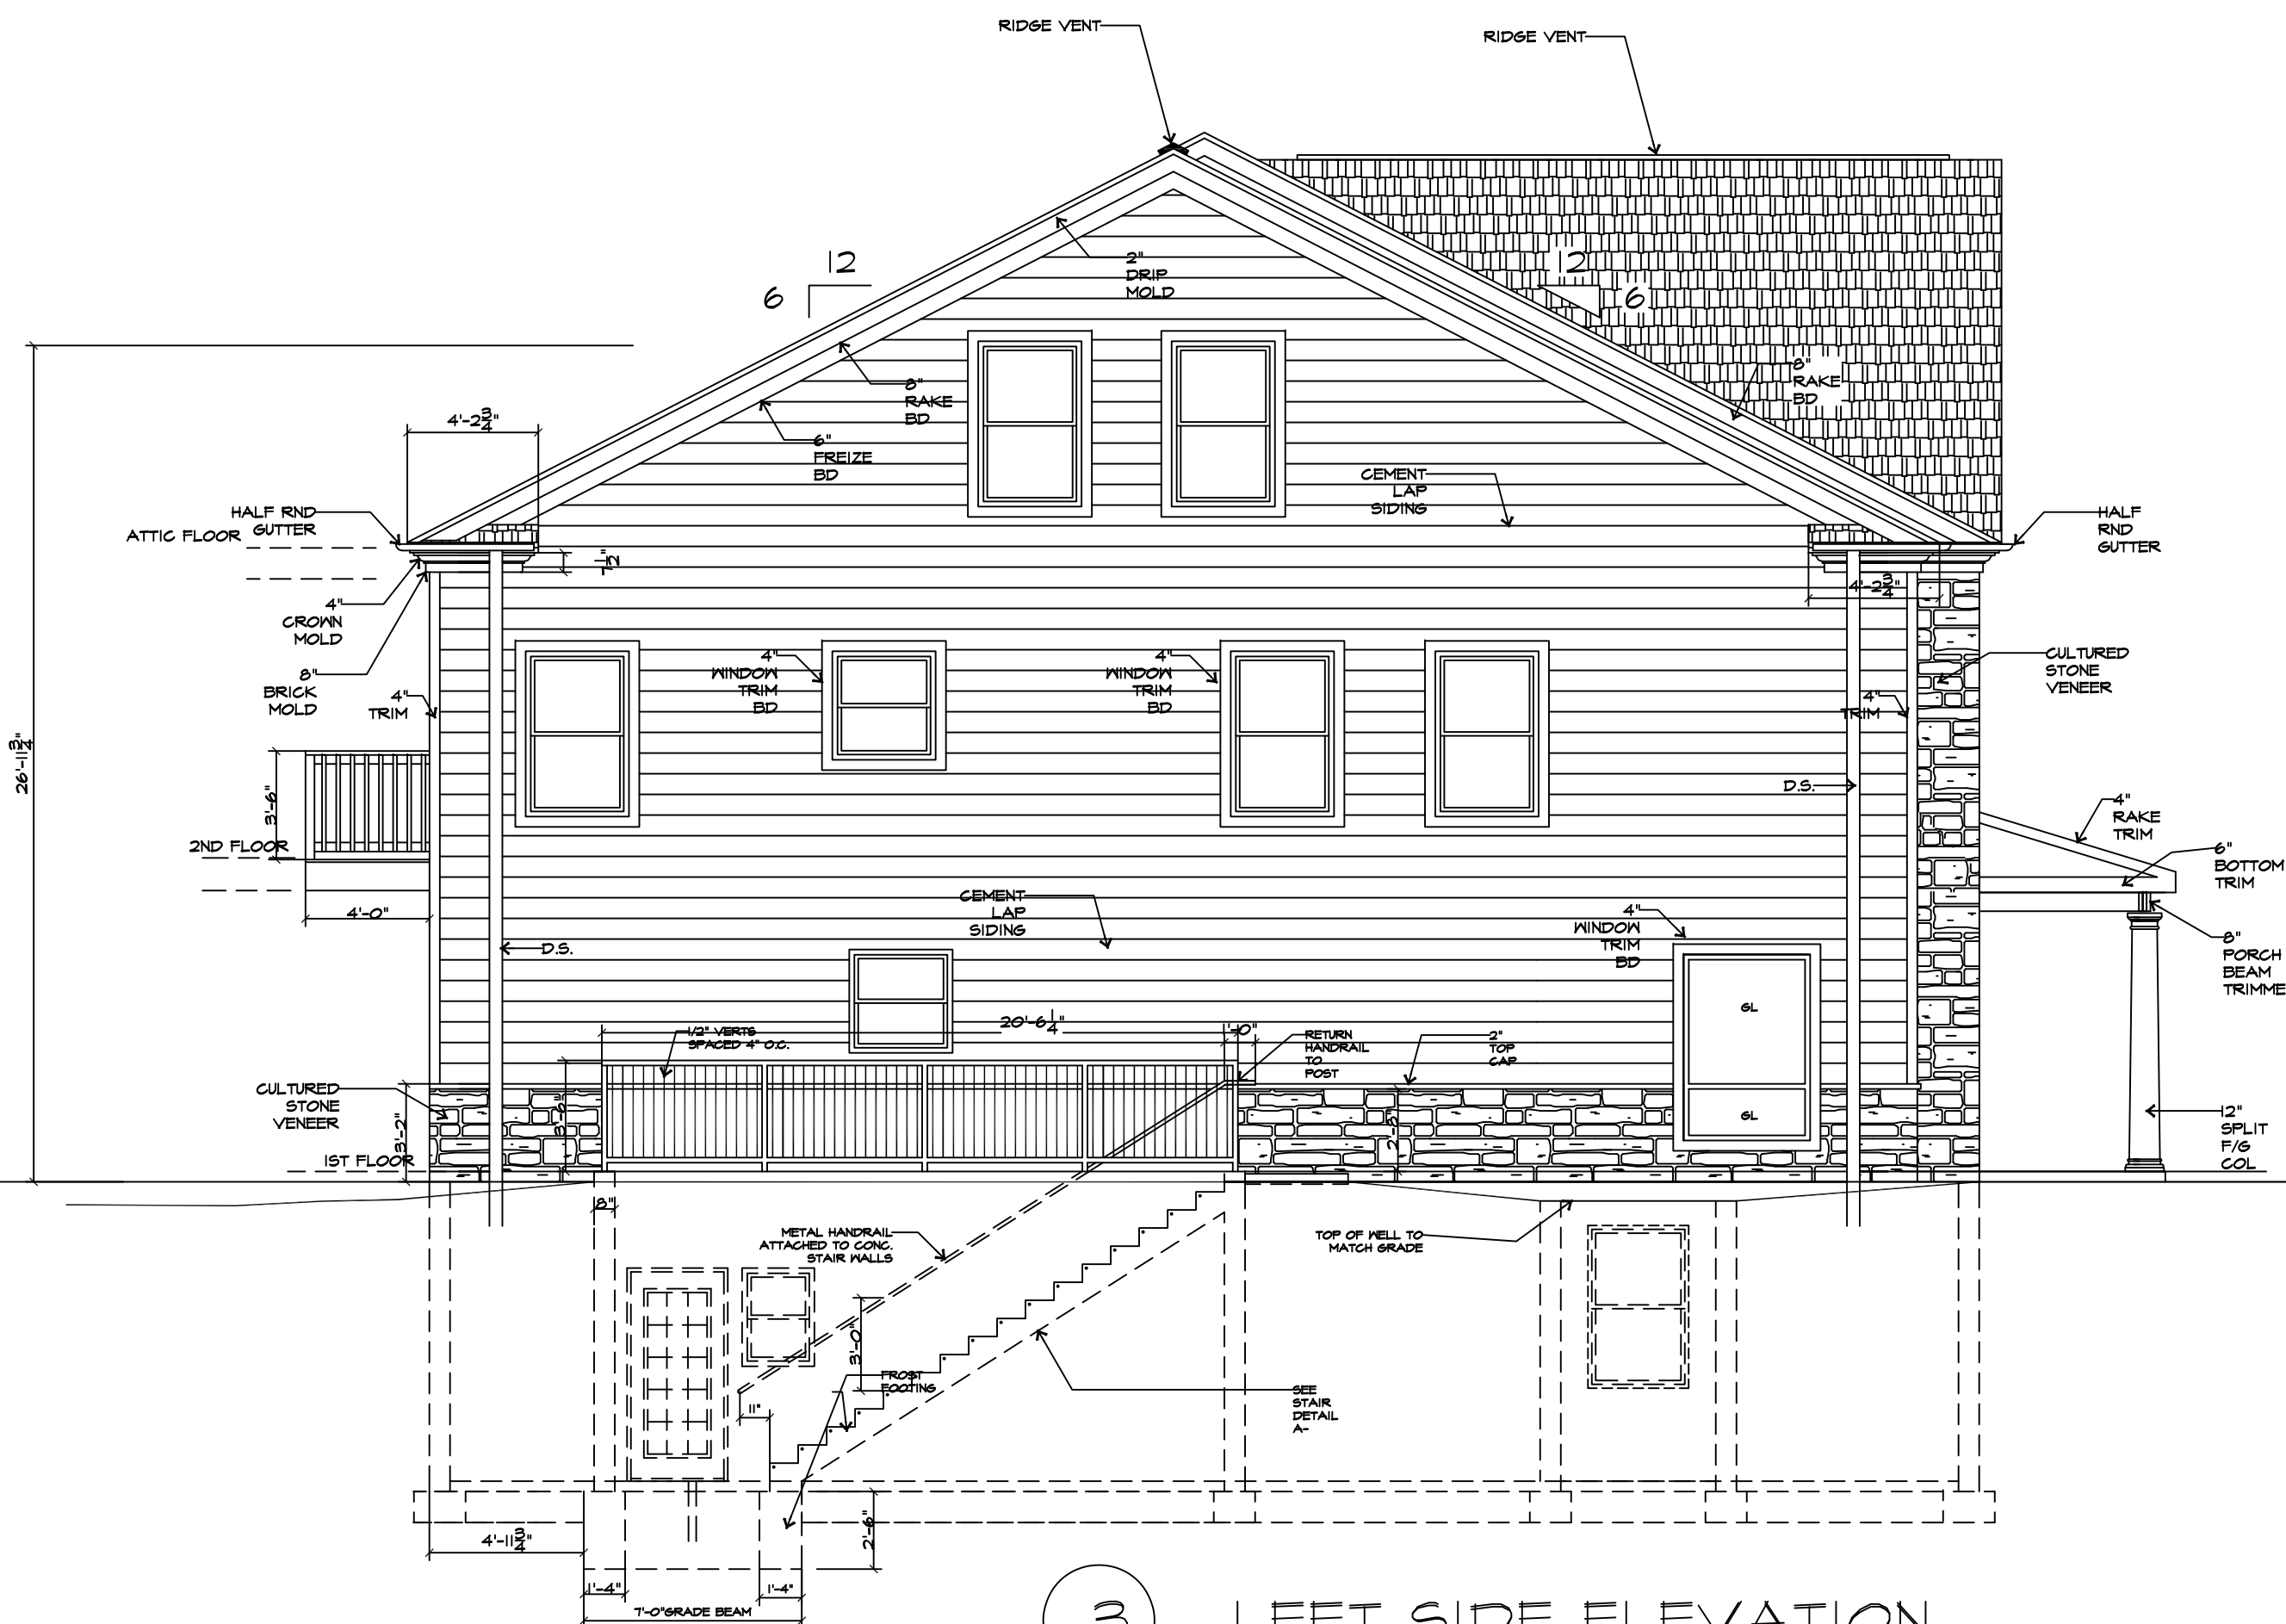 RIDGE VENT
RIDGE VENT
12
6
2"
DRIP
MOLD
12
6
8"
RAKE
BD
8"
RAKE
BD
4'-2 3/4"
6"
FREIZE
BD
CEMENT
LAP
SIDING
HALF RND
GUTTER
ATTIC FLOOR
HALF
RND
GUTTER
4'-2 3/4"
4"
CROWN
MOLD
8"
BRICK
MOLD
4"
TRIM
4"
WINDOW
TRIM
BD
4"
WINDOW
TRIM
BD
4"
TRIM
CULTURED
STONE
VENEER
26'-11 3/4"
3'-6"
2ND FLOOR
4'-0"
D.S.
D.S.
4"
RAKE
TRIM
6"
BOTTOM
TRIM
CEMENT
LAP
SIDING
4"
WINDOW
TRIM
BD
8"
PORCH
BEAM
TRIMME
GL
GL
1/2" VERTS
SPACED 4" O.C.
20'-6 1/4"
1'-0"
RETURN
HANDRAIL
TO
POST
2"
TOP
CAP
CULTURED
STONE
VENEER
3'-2"
3'-6"
1ST FLOOR
12"
SPLIT
F/G
COL
8"
METAL HANDRAIL
ATTACHED TO CONC.
STAIR WALLS
TOP OF WELL TO
MATCH GRADE
3'-0"
FROST
FOOTING
11"
SEE
STAIR
DETAIL
A-
4'-11 3/4"
2'-6"
1'-4"
1'-4"
7'-0"GRADE BEAM
3
LEFT SIDE ELEVATION